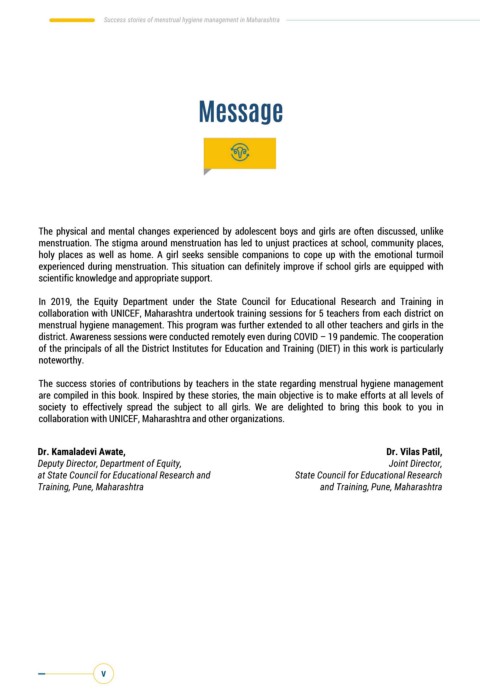 Success stories of menstrual hygiene management in Maharashtra
Message
The physical and mental changes experienced by adolescent boys and girls are often discussed, unlike
menstruation. The stigma around menstruation has led to unjust practices at school, community places,
holy places as well as home. A girl seeks sensible companions to cope up with the emotional turmoil
experienced during menstruation. This situation can definitely improve if school girls are equipped with
scientific knowledge and appropriate support.
In 2019, the Equity Department under the State Council for Educational Research and Training in
collaboration with UNICEF, Maharashtra undertook training sessions for 5 teachers from each district on
menstrual hygiene management. This program was further extended to all other teachers and girls in the
district. Awareness sessions were conducted remotely even during COVID – 19 pandemic. The cooperation
of the principals of all the District Institutes for Education and Training (DIET) in this work is particularly
noteworthy.
The success stories of contributions by teachers in the state regarding menstrual hygiene management
are compiled in this book. Inspired by these stories, the main objective is to make efforts at all levels of
society to effectively spread the subject to all girls. We are delighted to bring this book to you in
collaboration with UNICEF, Maharashtra and other organizations.
Dr. Kamaladevi Awate,
Deputy Director, Department of Equity,
at State Council for Educational Research and
Training, Pune, Maharashtra
Dr. Vilas Patil,
Joint Director,
State Council for Educational Research
and Training, Pune, Maharashtra
V